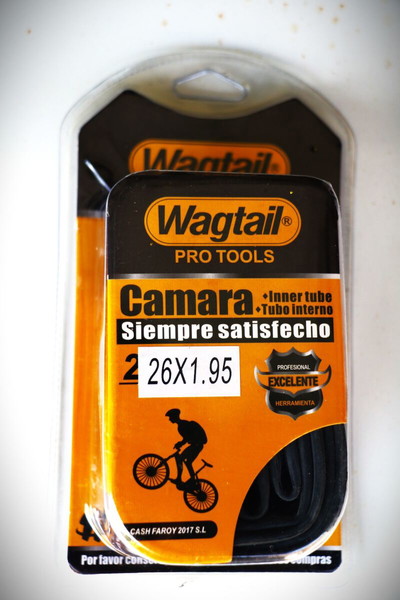 Wagtail
Wagtail®
PRO TOOLS
Camara
+Inner tube
+Tubo interno
Siempre satisfecho
2
26X1.95
PROFESIONAL
EXCELENTE
HERRAMIENTA
CASH FAROY 2017 S.L
Por favor compras